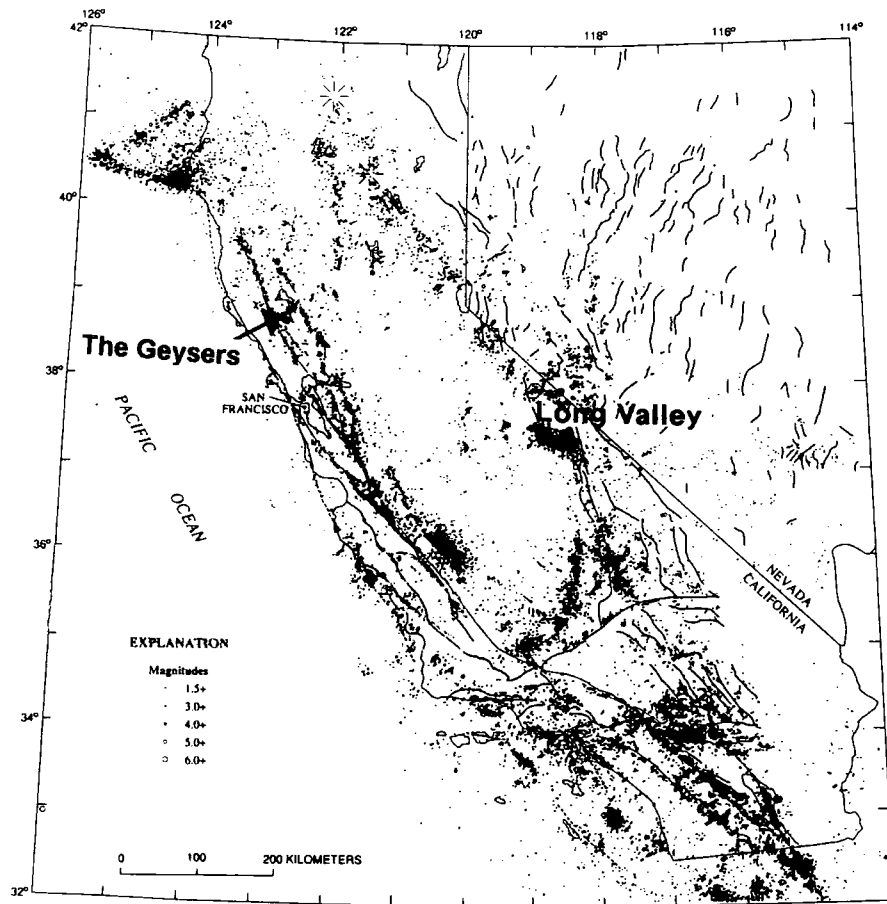 126°
124°
122°
120°
118°
116°
114°
42°
40°
The Geysers
38°
SAN
FRANCISCO
Long Valley
PACIFIC
OCEAN
36°
NEVADA
CALIFORNIA
EXPLANATION
Magnitudes
1.5+
3.0+
4.0+
5.0+
6.0+
34°
0 100 200 KILOMETERS
32°